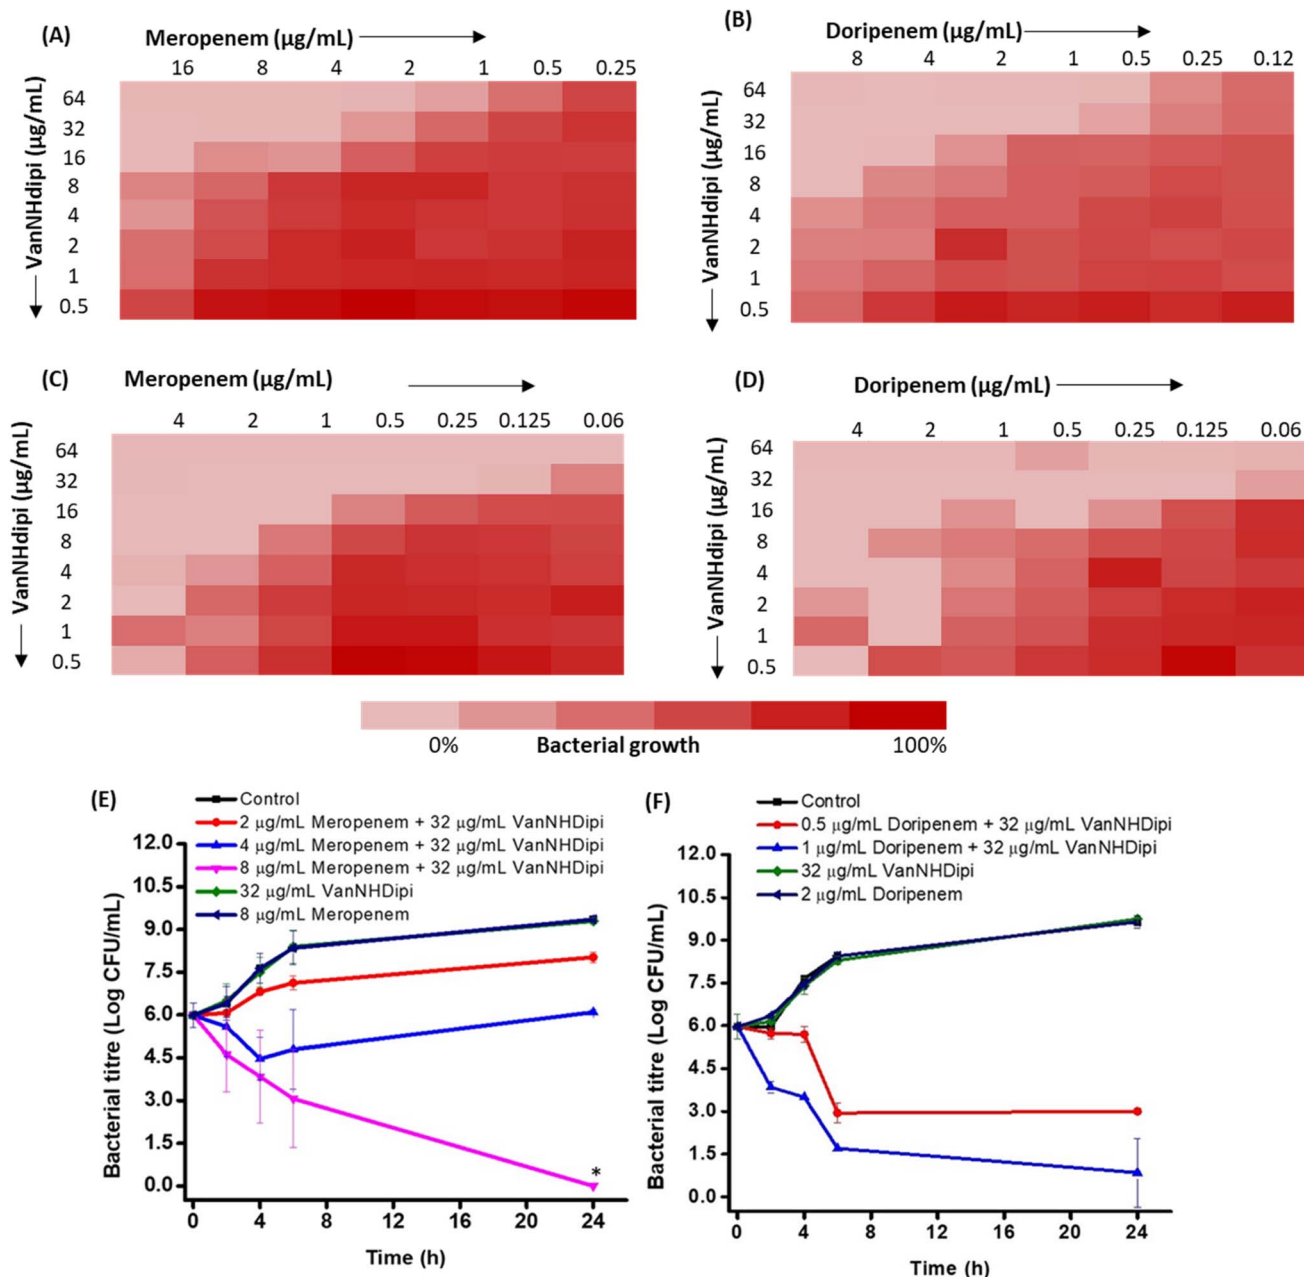 (A)
Meropenem (µg/mL)
16 8 4 2 1 0.5 0.25
VanNHdipi (µg/mL)
64
32
16
8
4
2
1
0.5
(B)
Doripenem (µg/mL)
8 4 2 1 0.5 0.25 0.12
VanNHdipi (µg/mL)
64
32
16
8
4
2
1
0.5
(C)
Meropenem (µg/mL)
4 2 1 0.5 0.25 0.125 0.06
VanNHdipi (µg/mL)
64
32
16
8
4
2
1
0.5
(D)
Doripenem (µg/mL)
4 2 1 0.5 0.25 0.125 0.06
VanNHdipi (µg/mL)
64
32
16
8
4
2
1
0.5
0% Bacterial growth 100%
(E)
Control
2 µg/mL Meropenem + 32 µg/mL VanNHDipi
4 µg/mL Meropenem + 32 µg/mL VanNHDipi
8 µg/mL Meropenem + 32 µg/mL VanNHDipi
32 µg/mL VanNHDipi
8 µg/mL Meropenem
Bacterial titre (Log CFU/mL)
12.0
10.5
9.0
7.5
6.0
4.5
3.0
1.5
0.0
*
0 4 8 12 16 20 24
Time (h)
(F)
Control
0.5 µg/mL Doripenem + 32 µg/mL VanNHDipi
1 µg/mL Doripenem + 32 µg/mL VanNHDipi
32 µg/mL VanNHDipi
2 µg/mL Doripenem
Bacterial titre (Log CFU/mL)
12.0
10.5
9.0
7.5
6.0
4.5
3.0
1.5
0.0
0 4 8 12 16 20 24
Time (h)